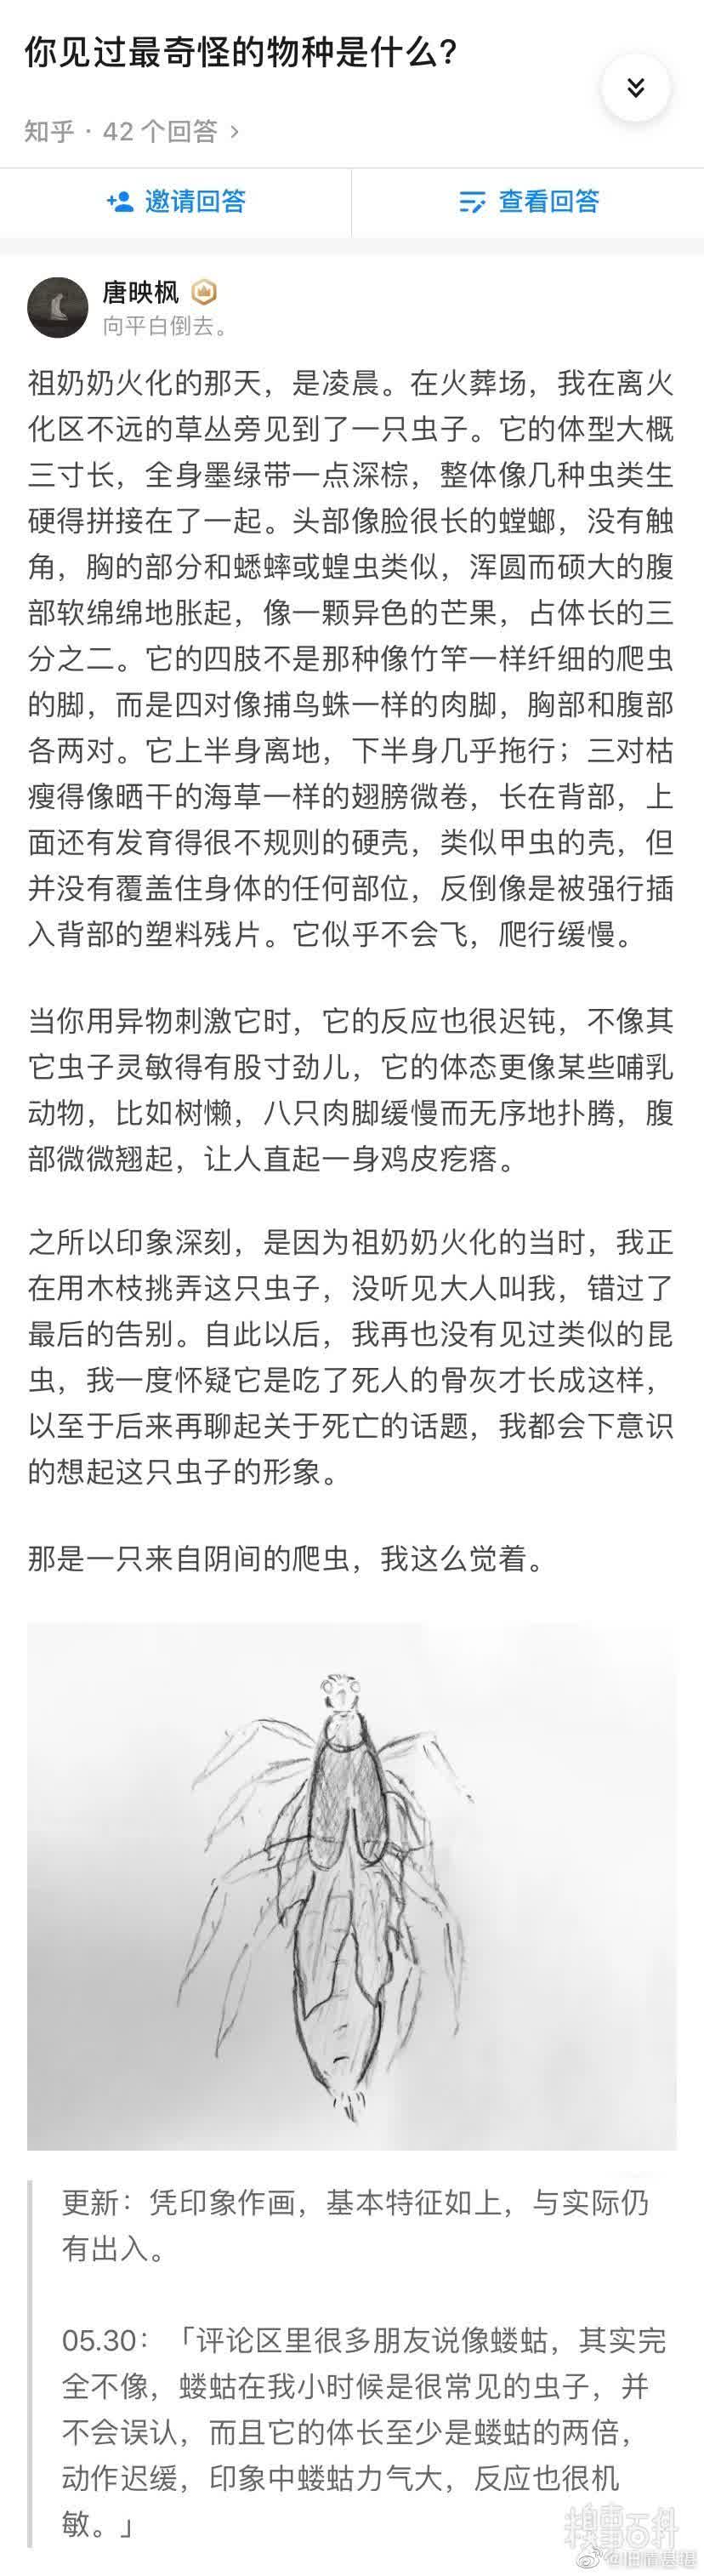 你见过最奇怪的物种是什么?
知乎 · 42 个回答 >
邀请回答
查看回答
唐映枫
向平白倒去。
祖奶奶火化的那天，是凌晨。在火葬场，我在离火
化区不远的草丛旁见到了一只虫子。它的体型大概
三寸长，全身墨绿带一点深棕，整体像几种虫类生
硬得拼接在了一起。头部像脸很长的螳螂，没有触
角，胸的部分和蟋蟀或蝗虫类似，浑圆而硕大的腹
部软绵绵地胀起，像一颗异色的芒果，占体长的三
分之二。它的四肢不是那种像竹竿一样纤细的爬虫
的脚，而是四对像捕鸟蛛一样的肉脚，胸部和腹部
各两对。它上半身离地，下半身几乎拖行；三对枯
瘦得像晒干的海草一样的翅膀微卷，长在背部，上
面还有发育得很不规则的硬壳，类似甲虫的壳，但
并没有覆盖住身体的任何部位，反倒像是被强行插
入背部的塑料残片。它似乎不会飞，爬行缓慢。
当你用异物刺激它时，它的反应也很迟钝，不像其
它虫子灵敏得有股寸劲儿，它的体态更像某些哺乳
动物，比如树懒，八只肉脚缓慢而无序地扑腾，腹
部微微翘起，让人直起一身鸡皮疙瘩。
之所以印象深刻，是因为祖奶奶火化的当时，我正
在用木枝挑弄这只虫子，没听见大人叫我，错过了
最后的告别。自此以后，我再也没有见过类似的昆
虫，我一度怀疑它是吃了死人的骨灰才长成这样，
以至于后来再聊起关于死亡的话题，我都会下意识
的想起这只虫子的形象。
那是一只来自阴间的爬虫，我这么觉着。
更新：凭印象作画，基本特征如上，与实际仍
有出入。
05.30：「评论区里很多朋友说像蝼蛄，其实完
全不像，蝼蛄在我小时候是很常见的虫子，并
不会误认，而且它的体长至少是蝼蛄的两倍，
动作迟缓，印象中蝼蛄力气大，反应也很机
敏。」
糗事百科